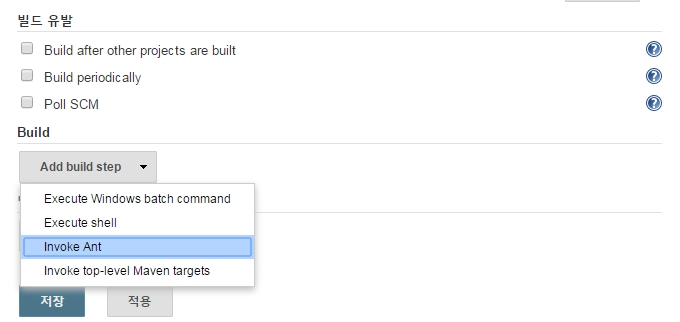 빌드 유발
Build after other projects are built
Build periodically
Poll SCM
Build
Add build step
Execute Windows batch command
Execute shell
Invoke Ant
Invoke top-level Maven targets
저장
적용